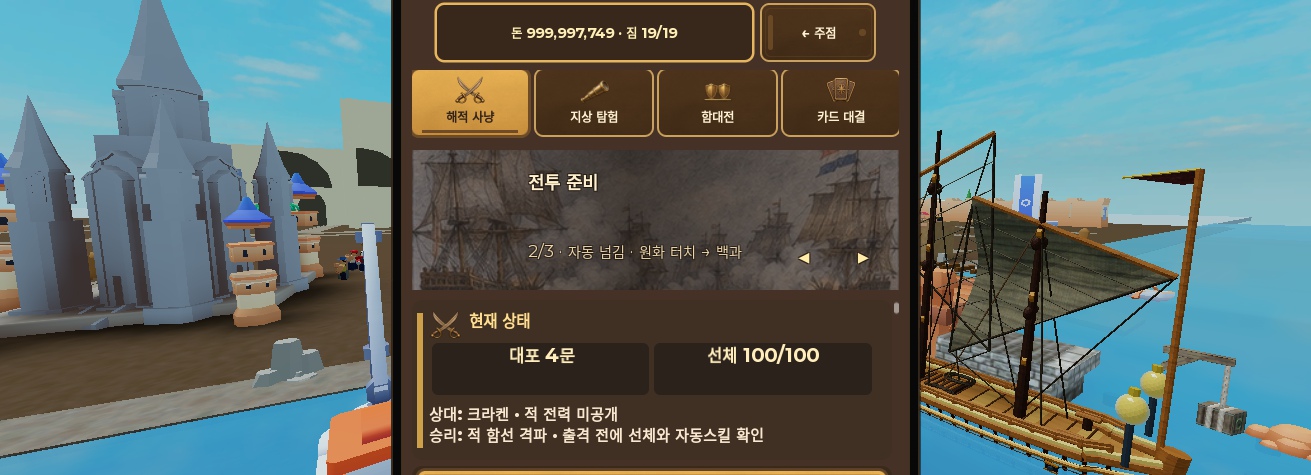 돈 999,997,749 · 짐 19/19
← 주점
해적 사냥
지상 탐험
함대전
카드 대결
전투 준비
2/3 · 자동 넘김 · 원화 터치 → 백과
◀ ▶
현재 상태
대포 4문
선체 100/100
상대: 크라켄 • 적 전력 미공개
승리: 적 함선 격파 • 출격 전에 선체와 자동스킬 확인